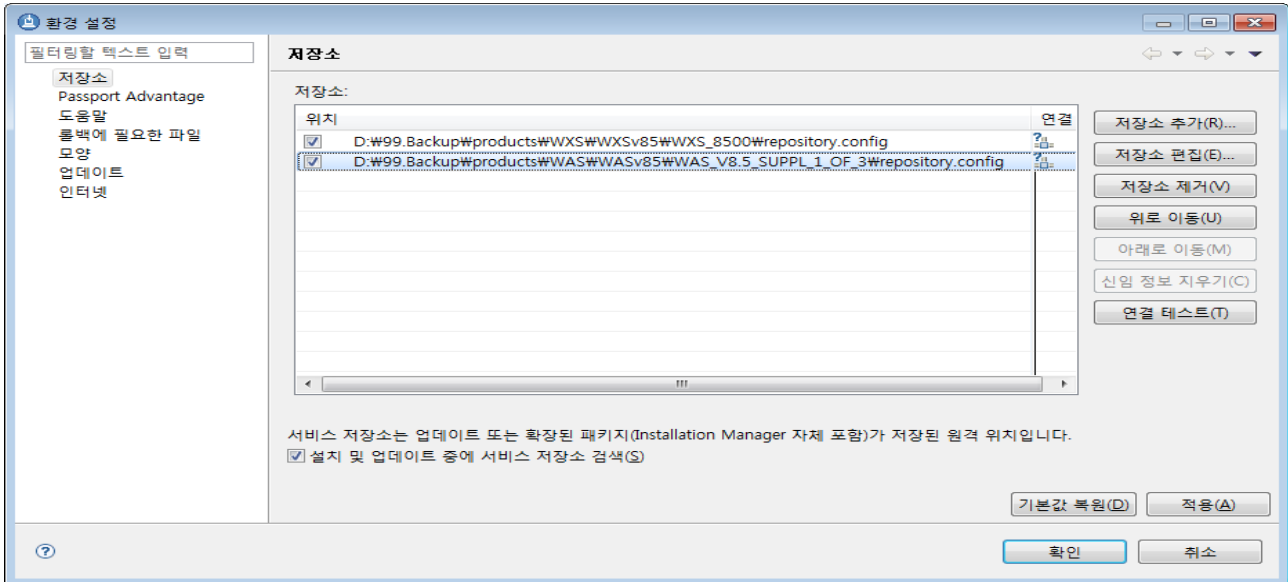 환경 설정
필터링할 텍스트 입력
저장소
Passport Advantage
도움말
롤백에 필요한 파일
모양
업데이트
인터넷
저장소
저장소:
위치 연결
D:₩99.Backup₩products₩WXS₩WXSv85₩WXS_8500₩repository.config
D:₩99.Backup₩products₩WAS₩WASv85₩WAS_V8.5_SUPPL_1_OF_3₩repository.config
저장소 추가(R)...
저장소 편집(E)...
저장소 제거(V)
위로 이동(U)
아래로 이동(M)
신임 정보 지우기(C)
연결 테스트(T)
서비스 저장소는 업데이트 또는 확장된 패키지(Installation Manager 자체 포함)가 저장된 원격 위치입니다.
설치 및 업데이트 중에 서비스 저장소 검색(S)
기본값 복원(D)
적용(A)
확인
취소